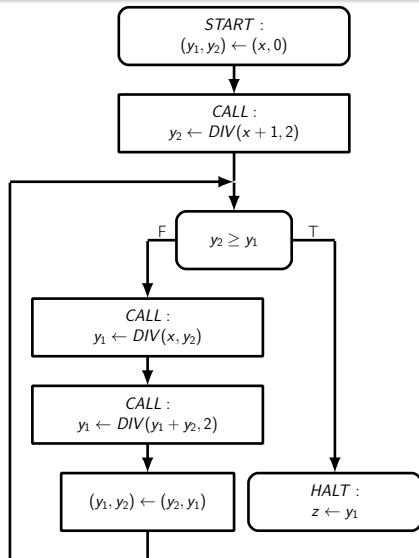 START :
(y₁, y₂) ← (x, 0)
CALL :
y₂ ← DIV(x + 1, 2)
F
y₂ ≥ y₁
T
CALL :
y₁ ← DIV(x, y₂)
CALL :
y₁ ← DIV(y₁ + y₂, 2)
(y₁, y₂) ← (y₂, y₁)
HALT :
z ← y₁